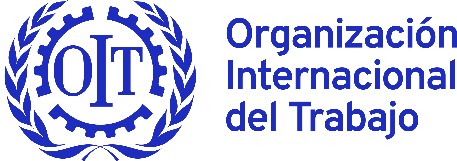 OIT
Organización
Internacional
del Trabajo